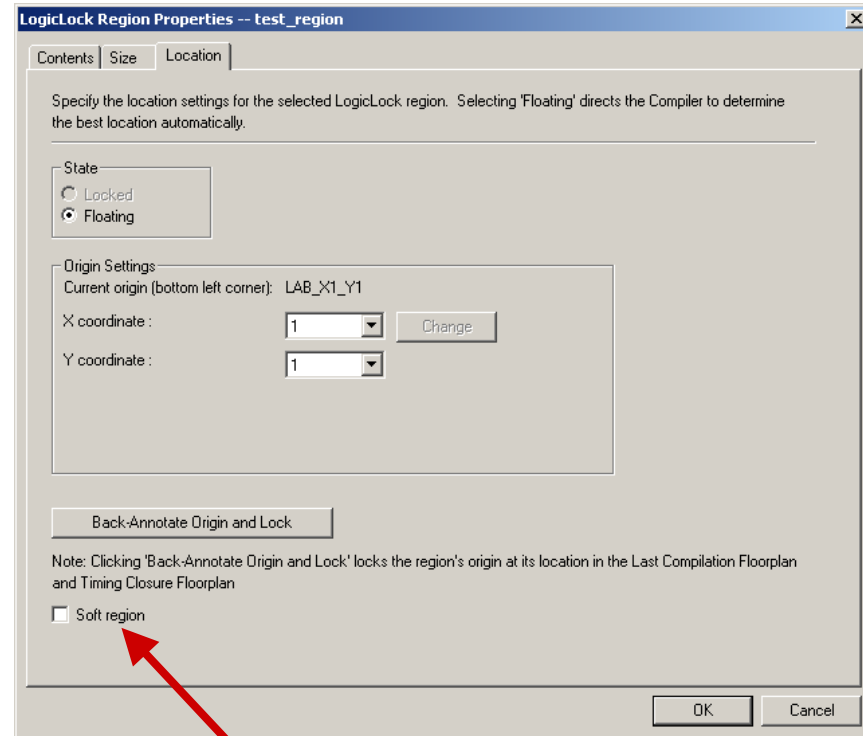 LogicLock Region Properties -- test_region
Contents Size Location
Specify the location settings for the selected LogicLock region. Selecting 'Floating' directs the Compiler to determine
the best location automatically.
State
Locked
Floating
Origin Settings
Current origin (bottom left corner): LAB_X1_Y1
X coordinate : 1 Change
Y coordinate : 1
Back-Annotate Origin and Lock
Note: Clicking 'Back-Annotate Origin and Lock' locks the region's origin at its location in the Last Compilation Floorplan
and Timing Closure Floorplan
Soft region
OK Cancel